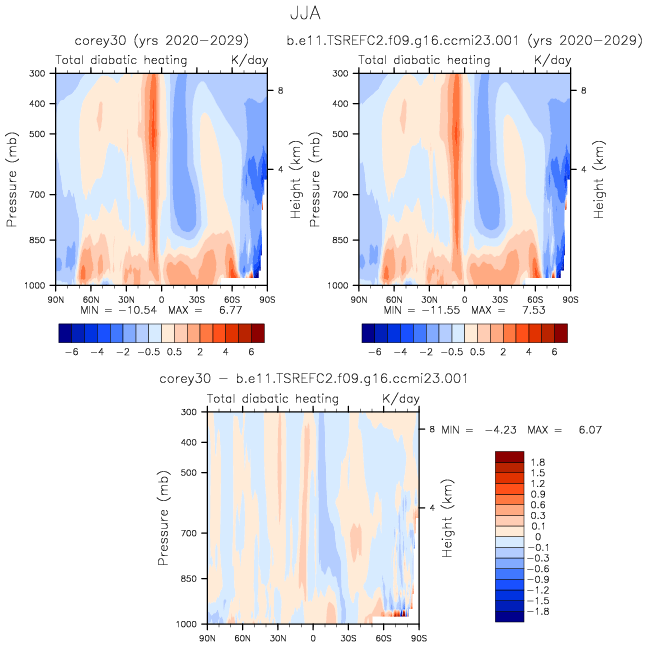 JJA
corey30 (yrs 2020-2029)
Total diabatic heating K/day
300
400
500
700
850
1000
Pressure (mb)
8
4
Height (km)
90N 60N 30N 0 30S 60S 90S
MIN = -10.54 MAX = 6.77
-6 -4 -2 -0.5 0.5 2 4 6
b.e11.TSREFC2.f09.g16.ccmi23.001 (yrs 2020-2029)
Total diabatic heating K/day
300
400
500
700
850
1000
Pressure (mb)
8
4
Height (km)
90N 60N 30N 0 30S 60S 90S
MIN = -11.55 MAX = 7.53
-6 -4 -2 -0.5 0.5 2 4 6
corey30 - b.e11.TSREFC2.f09.g16.ccmi23.001
Total diabatic heating K/day
300
400
500
700
850
1000
Pressure (mb)
8
4
Height (km)
90N 60N 30N 0 30S 60S 90S
MIN = -4.23 MAX = 6.07
1.8
1.5
1.2
0.9
0.6
0.3
0.1
0
-0.1
-0.3
-0.6
-0.9
-1.2
-1.5
-1.8